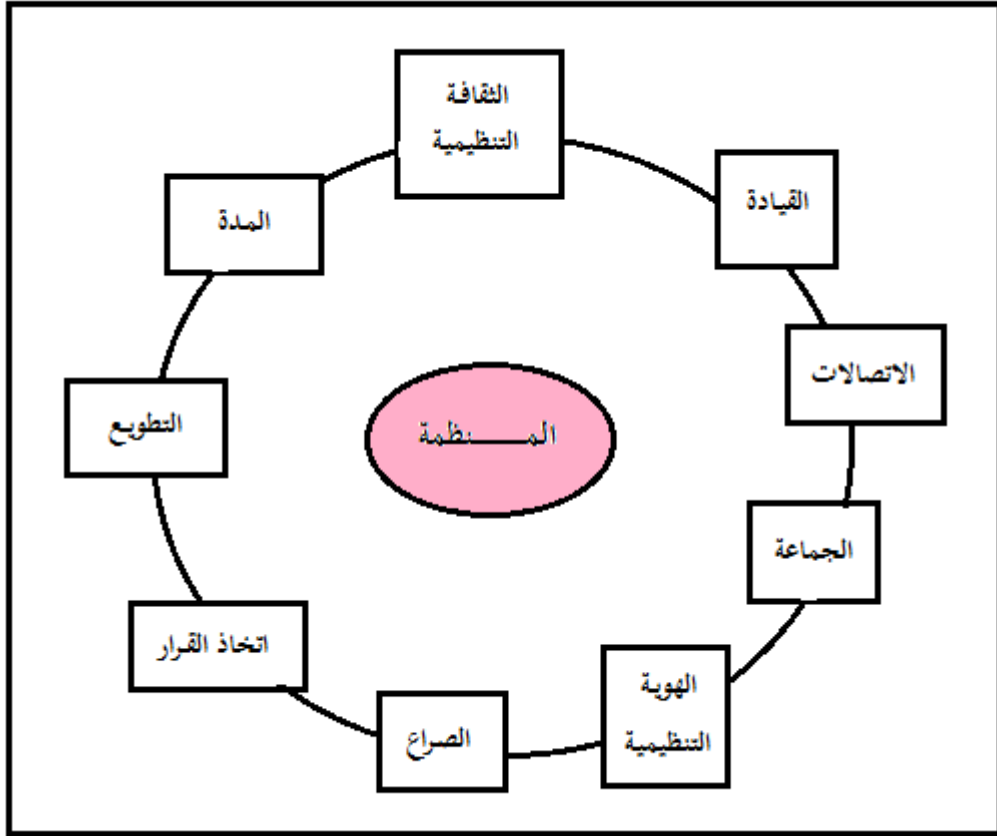 الثقافة
التنظيمية
القيادة
المدة
الاتصالات
التطويع
المـــــنظمة
الجماعة
اتخاذ القرار
الهوية
التنظيمية
الصراع